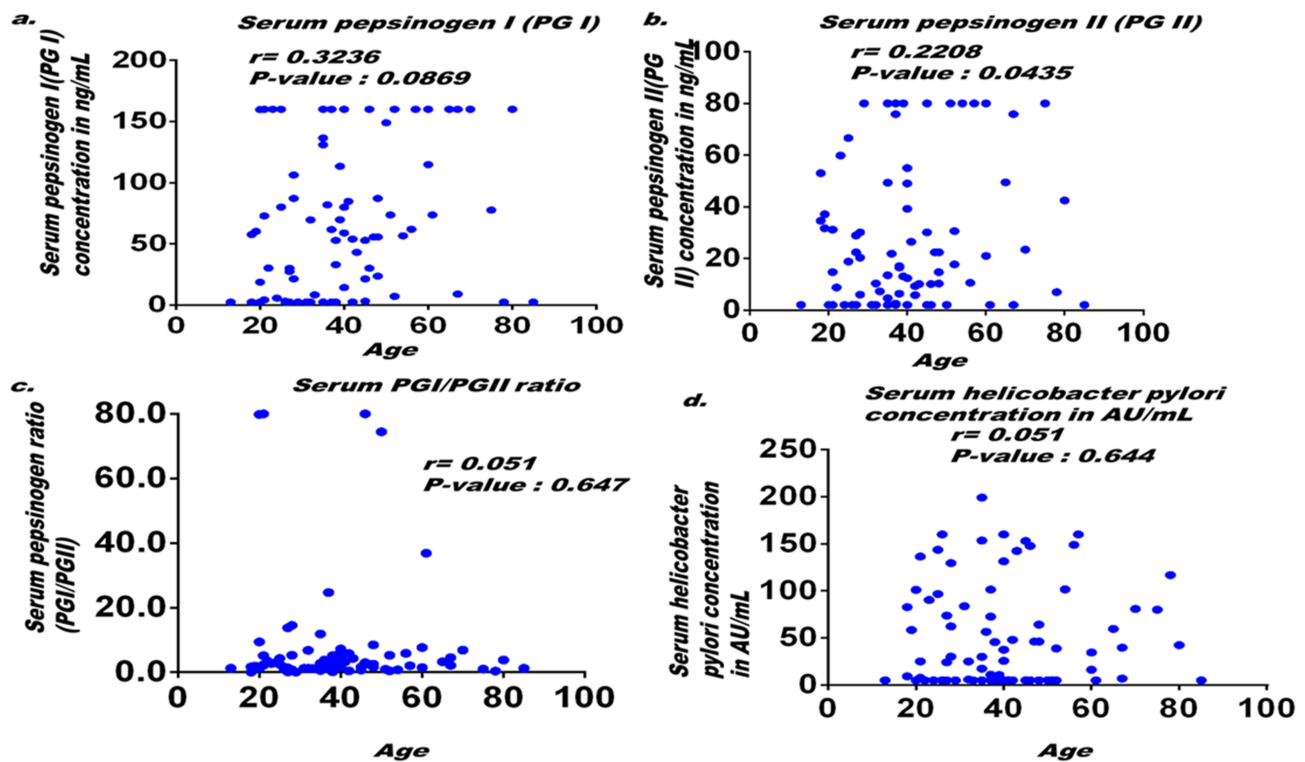 a.
Serum pepsinogen I (PG I)
r= 0.3236
P-value : 0.0869
Serum pepsinogen I(PG I)
concentration in ng/mL
200
150
100
50
0
0 20 40 60 80 100
Age
b.
Serum pepsinogen II (PG II)
r= 0.2208
P-value : 0.0435
Serum pepsinogen II(PG
II) concentration in ng/mL
100
80
60
40
20
0
0 20 40 60 80 100
Age
c.
Serum PGI/PGII ratio
r= 0.051
P-value : 0.647
Serum pepsinogen ratio
(PGI/PGII)
80.0
60.0
40.0
20.0
0.0
0 20 40 60 80 100
Age
d.
Serum helicobacter pylori
concentration in AU/mL
r= 0.051
P-value : 0.644
Serum helicobacter
pylori concentration
in AU/mL
250
200
150
100
50
0
0 20 40 60 80 100
Age